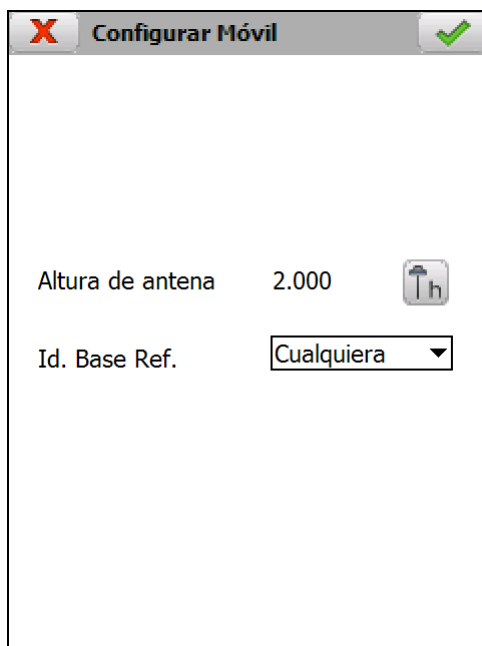 Configurar Móvil
Altura de antena 2.000
h
Id. Base Ref. Cualquiera